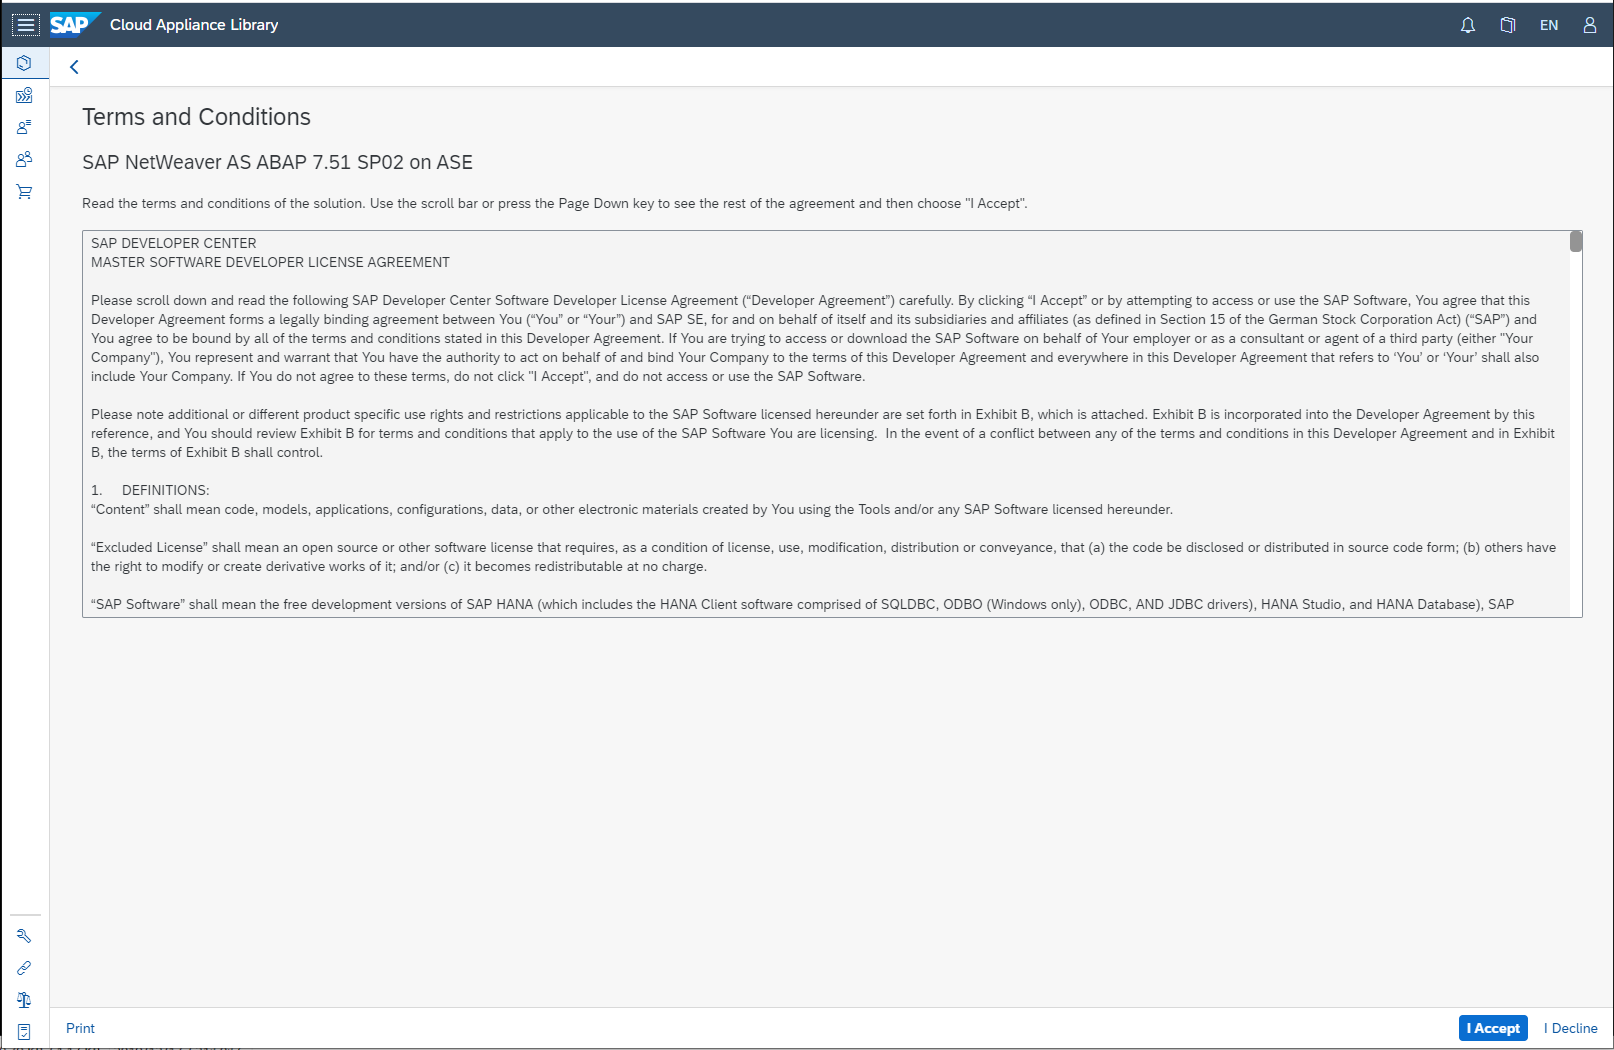 SAP Cloud Appliance Library EN
Terms and Conditions
SAP NetWeaver AS ABAP 7.51 SP02 on ASE
Read the terms and conditions of the solution. Use the scroll bar or press the Page Down key to see the rest of the agreement and then choose "I Accept".
SAP DEVELOPER CENTER
MASTER SOFTWARE DEVELOPER LICENSE AGREEMENT
Please scroll down and read the following SAP Developer Center Software Developer License Agreement (“Developer Agreement”) carefully. By clicking “I Accept” or by attempting to access or use the SAP Software, You agree that this
Developer Agreement forms a legally binding agreement between You (“You” or “Your”) and SAP SE, for and on behalf of itself and its subsidiaries and affiliates (as defined in Section 15 of the German Stock Corporation Act) (“SAP”) and
You agree to be bound by all of the terms and conditions stated in this Developer Agreement. If You are trying to access or download the SAP Software on behalf of Your employer or as a consultant or agent of a third party (either "Your
Company”), You represent and warrant that You have the authority to act on behalf of and bind Your Company to the terms of this Developer Agreement and everywhere in this Developer Agreement that refers to ‘You’ or ‘Your’ shall also
include Your Company. If You do not agree to these terms, do not click "I Accept”, and do not access or use the SAP Software.
Please note additional or different product specific use rights and restrictions applicable to the SAP Software licensed hereunder are set forth in Exhibit B, which is attached. Exhibit B is incorporated into the Developer Agreement by this
reference, and You should review Exhibit B for terms and conditions that apply to the use of the SAP Software You are licensing.  In the event of a conflict between any of the terms and conditions in this Developer Agreement and in Exhibit
B, the terms of Exhibit B shall control.
1. DEFINITIONS:
“Content” shall mean code, models, applications, configurations, data, or other electronic materials created by You using the Tools and/or any SAP Software licensed hereunder.
“Excluded License” shall mean an open source or other software license that requires, as a condition of license, use, modification, distribution or conveyance, that (a) the code be disclosed or distributed in source code form; (b) others have
the right to modify or create derivative works of it; and/or (c) it becomes redistributable at no charge.
“SAP Software” shall mean the free development versions of SAP HANA (which includes the HANA Client software comprised of SQLDBC, ODBO (Windows only), ODBC, AND JDBC drivers), HANA Studio, and HANA Database), SAP
Print I Accept I Decline